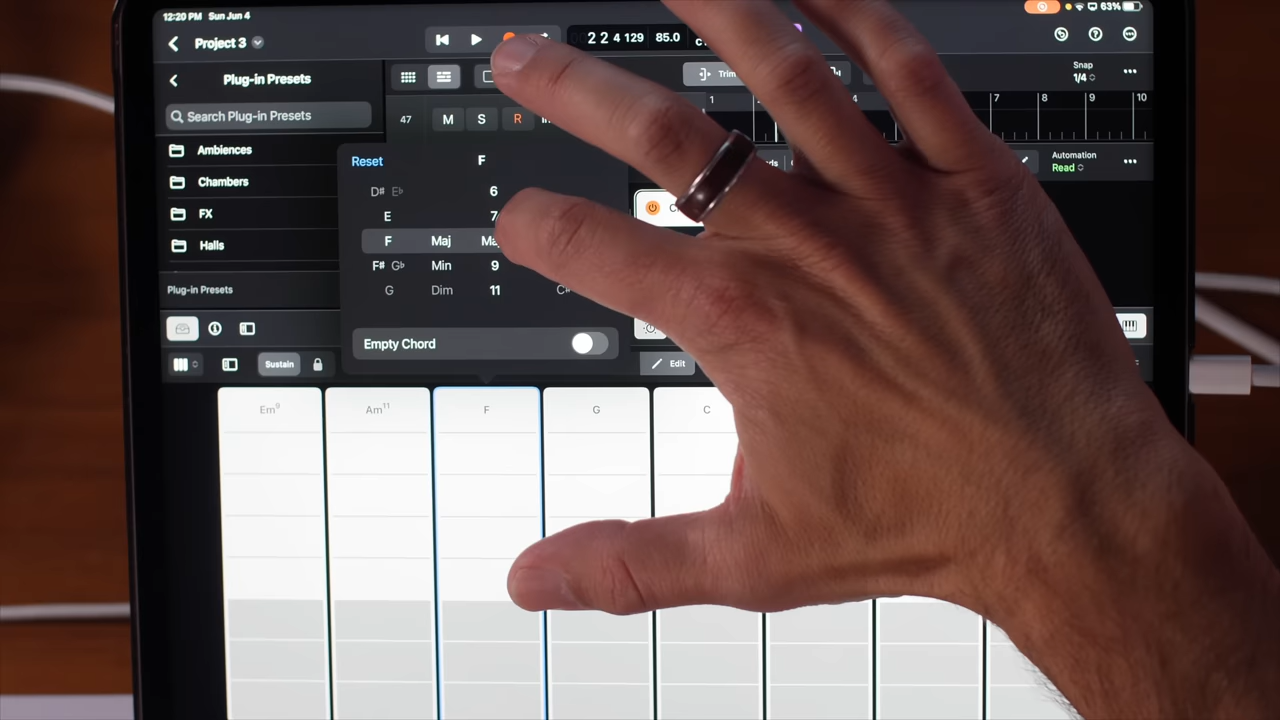 12:20 PM Sun Jun 4
63%
Project 3
2 2 4 129
85.0
Plug-in Presets
Trim
Snap
1/4
Search Plug-in Presets
47
M
S
R
1
4
7
8
9
10
Ambiences
Chambers
FX
Halls
Plug-in Presets
Reset
F
D# E♭
6
E
7
F
Maj
F# G♭
Min
9
G
Dim
11
C#
Empty Chord
Automation
Read
Sustain
Edit
Em9
Am11
F
G
C